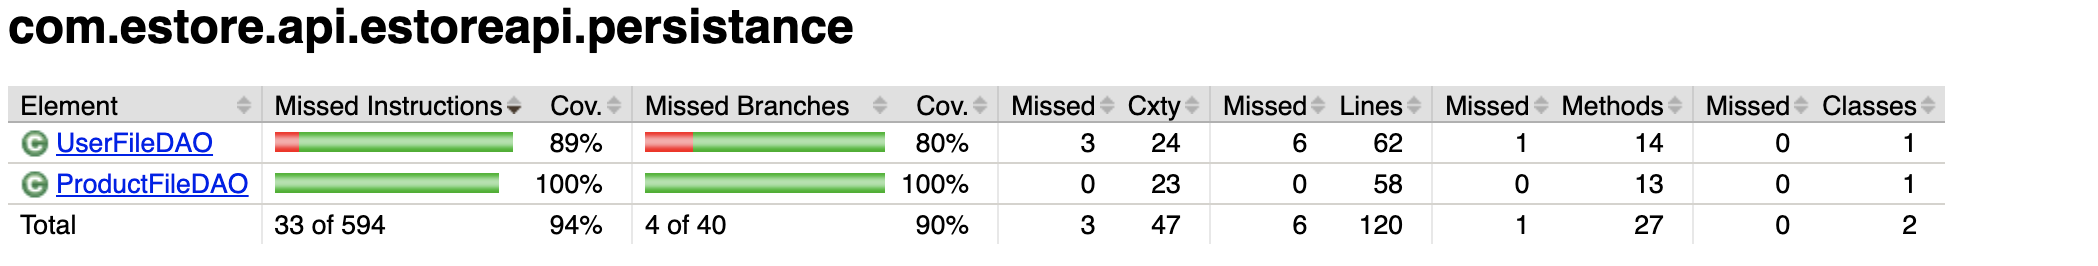 com.estore.api.estoreapi.persistance
Element Missed Instructions Cov. Missed Branches Cov. Missed Cxty Missed Lines Missed Methods Missed Classes
C UserFileDAO 89% 80% 3 24 6 62 1 14 0 1
C ProductFileDAO 100% 100% 0 23 0 58 0 13 0 1
Total 33 of 594 94% 4 of 40 90% 3 47 6 120 1 27 0 2